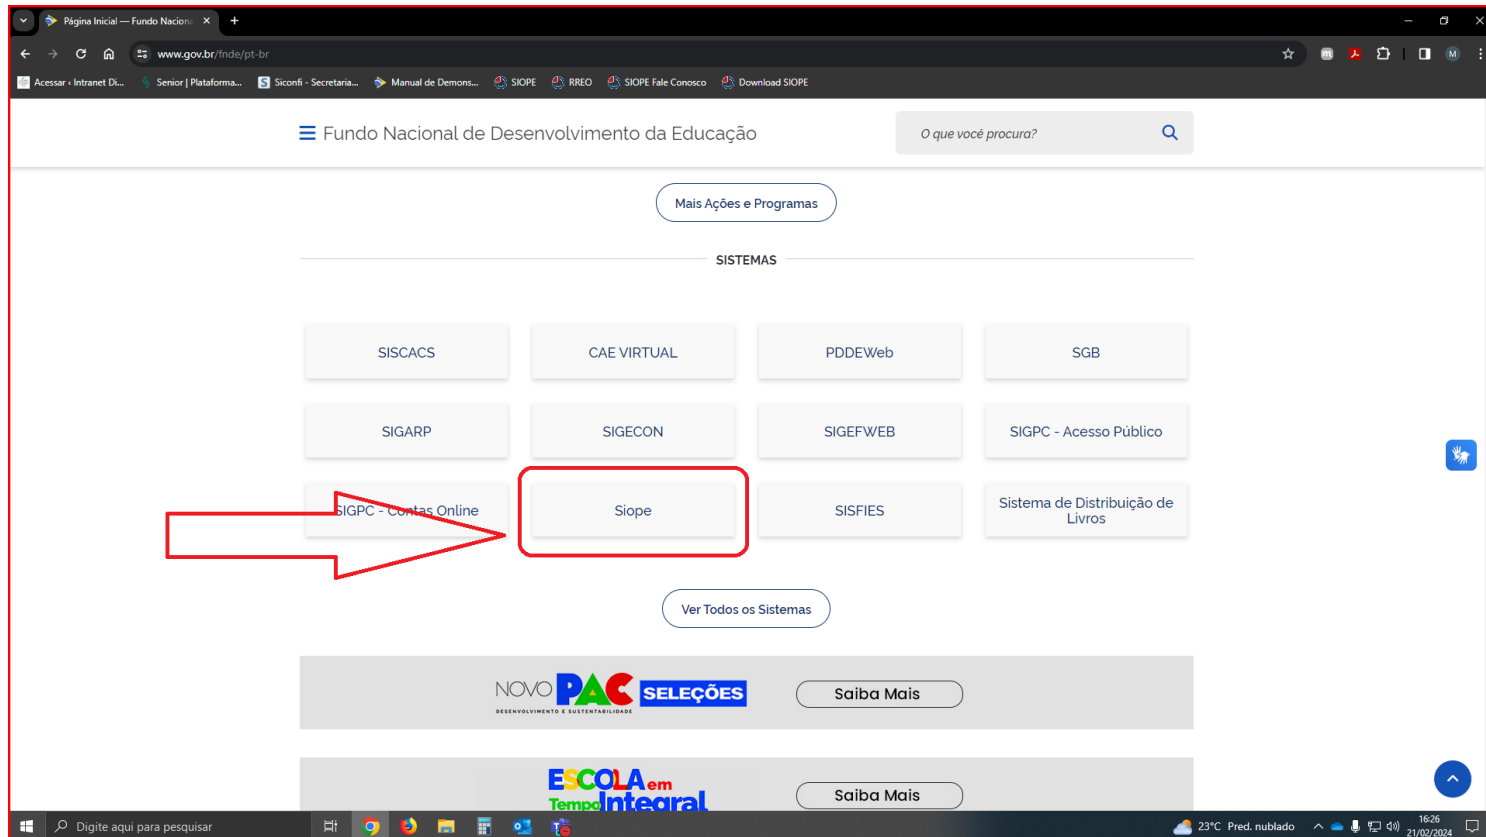 Página Inicial — Fundo Naciona
www.gov.br/fnde/pt-br
M
Acessar ‹ Intranet Di...
Senior | Plataforma...
S Siconfi - Secretaria...
Manual de Demons...
SIOPE
RREO
SIOPE Fale Conosco
Download SIOPE
Fundo Nacional de Desenvolvimento da Educação
O que você procura?
Mais Ações e Programas
SISTEMAS
SISCACS
CAE VIRTUAL
PDDEWeb
SGB
SIGARP
SIGECON
SIGEFWEB
SIGPC - Acesso Público
SIGPC - Contas Online
Siope
SISFIES
Sistema de Distribuição de
Livros
Ver Todos os Sistemas
NOVO PAC SELEÇÕES
DESENVOLVIMENTO E SUSTENTABILIDADE
Saiba Mais
ESCOLA em
Tempo Integral
Saiba Mais
Digite aqui para pesquisar
23°C Pred. nublado
16:26
21/02/2024